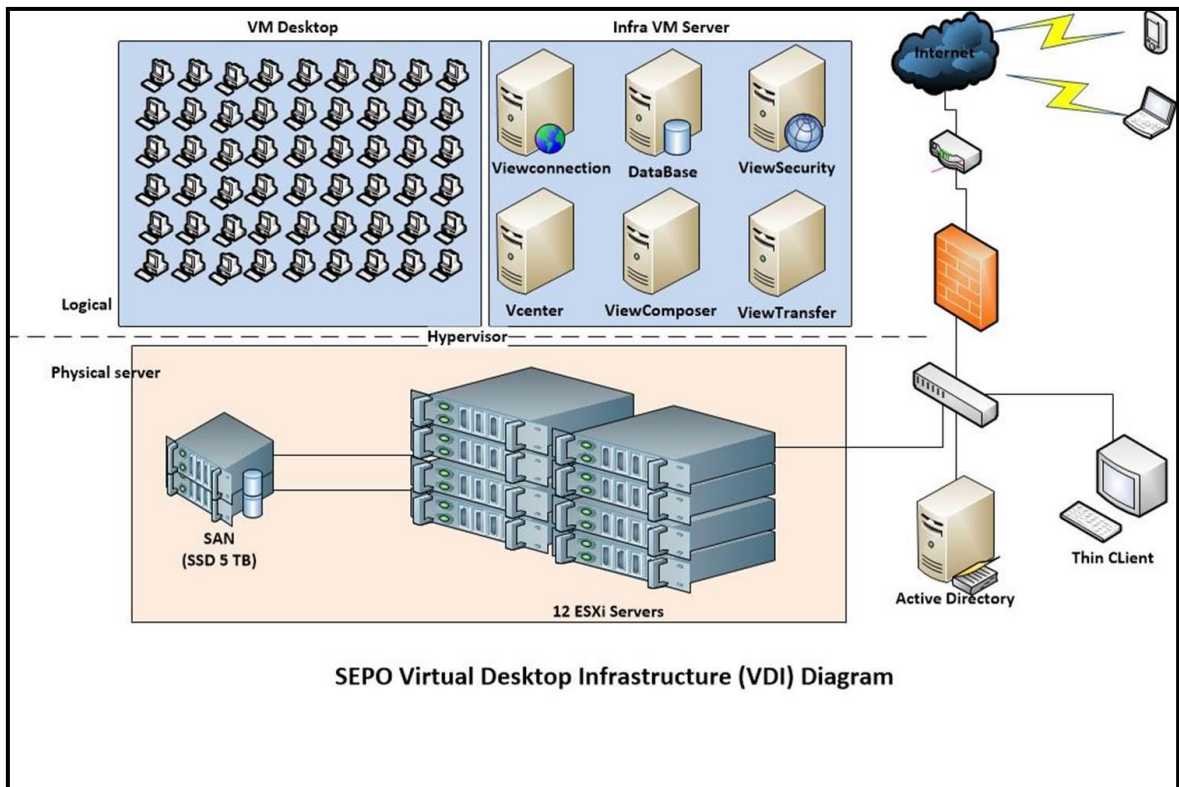 VM Desktop
Infra VM Server
Internet
Viewconnection
DataBase
ViewSecurity
Vcenter
ViewComposer
ViewTransfer
Logical
Hypervisor
Physical server
SAN
(SSD 5 TB)
12 ESXi Servers
Active Directory
Thin CLient
SEPO Virtual Desktop Infrastructure (VDI) Diagram